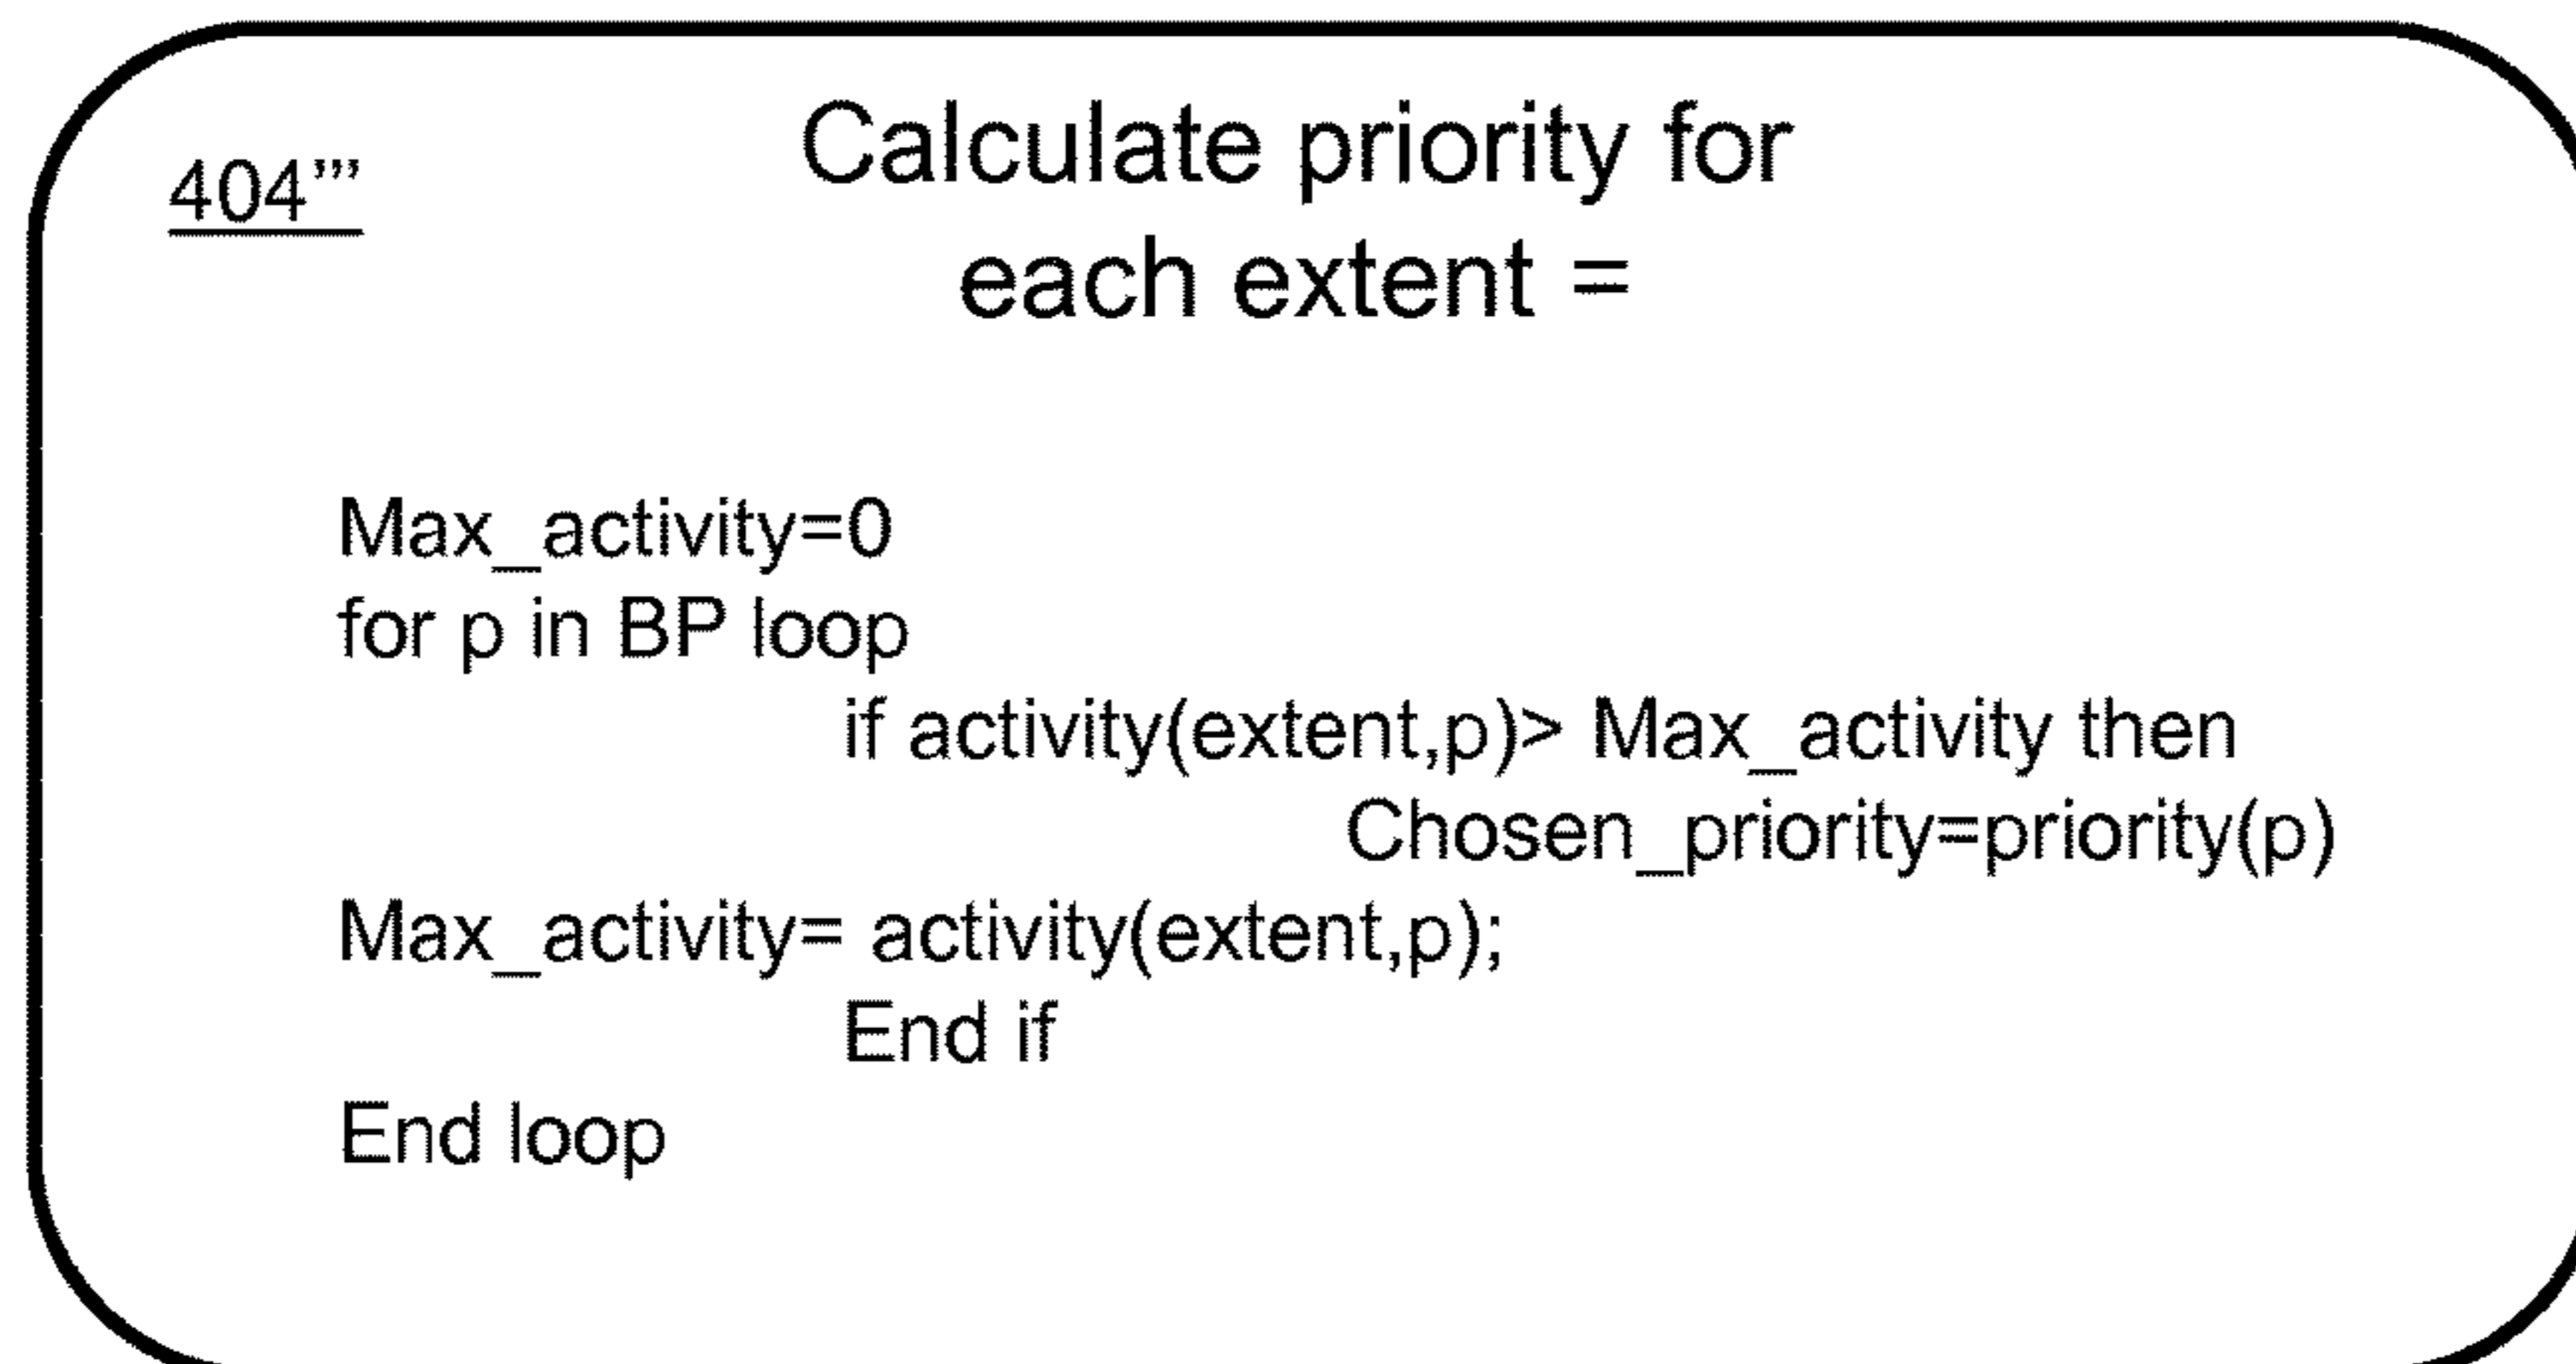 404’’’
Calculate priority for
each extent =
Max_activity=0
for p in BP loop
if activity(extent,p)> Max_activity then
Chosen_priority=priority(p)
Max_activity= activity(extent,p);
End if
End loop